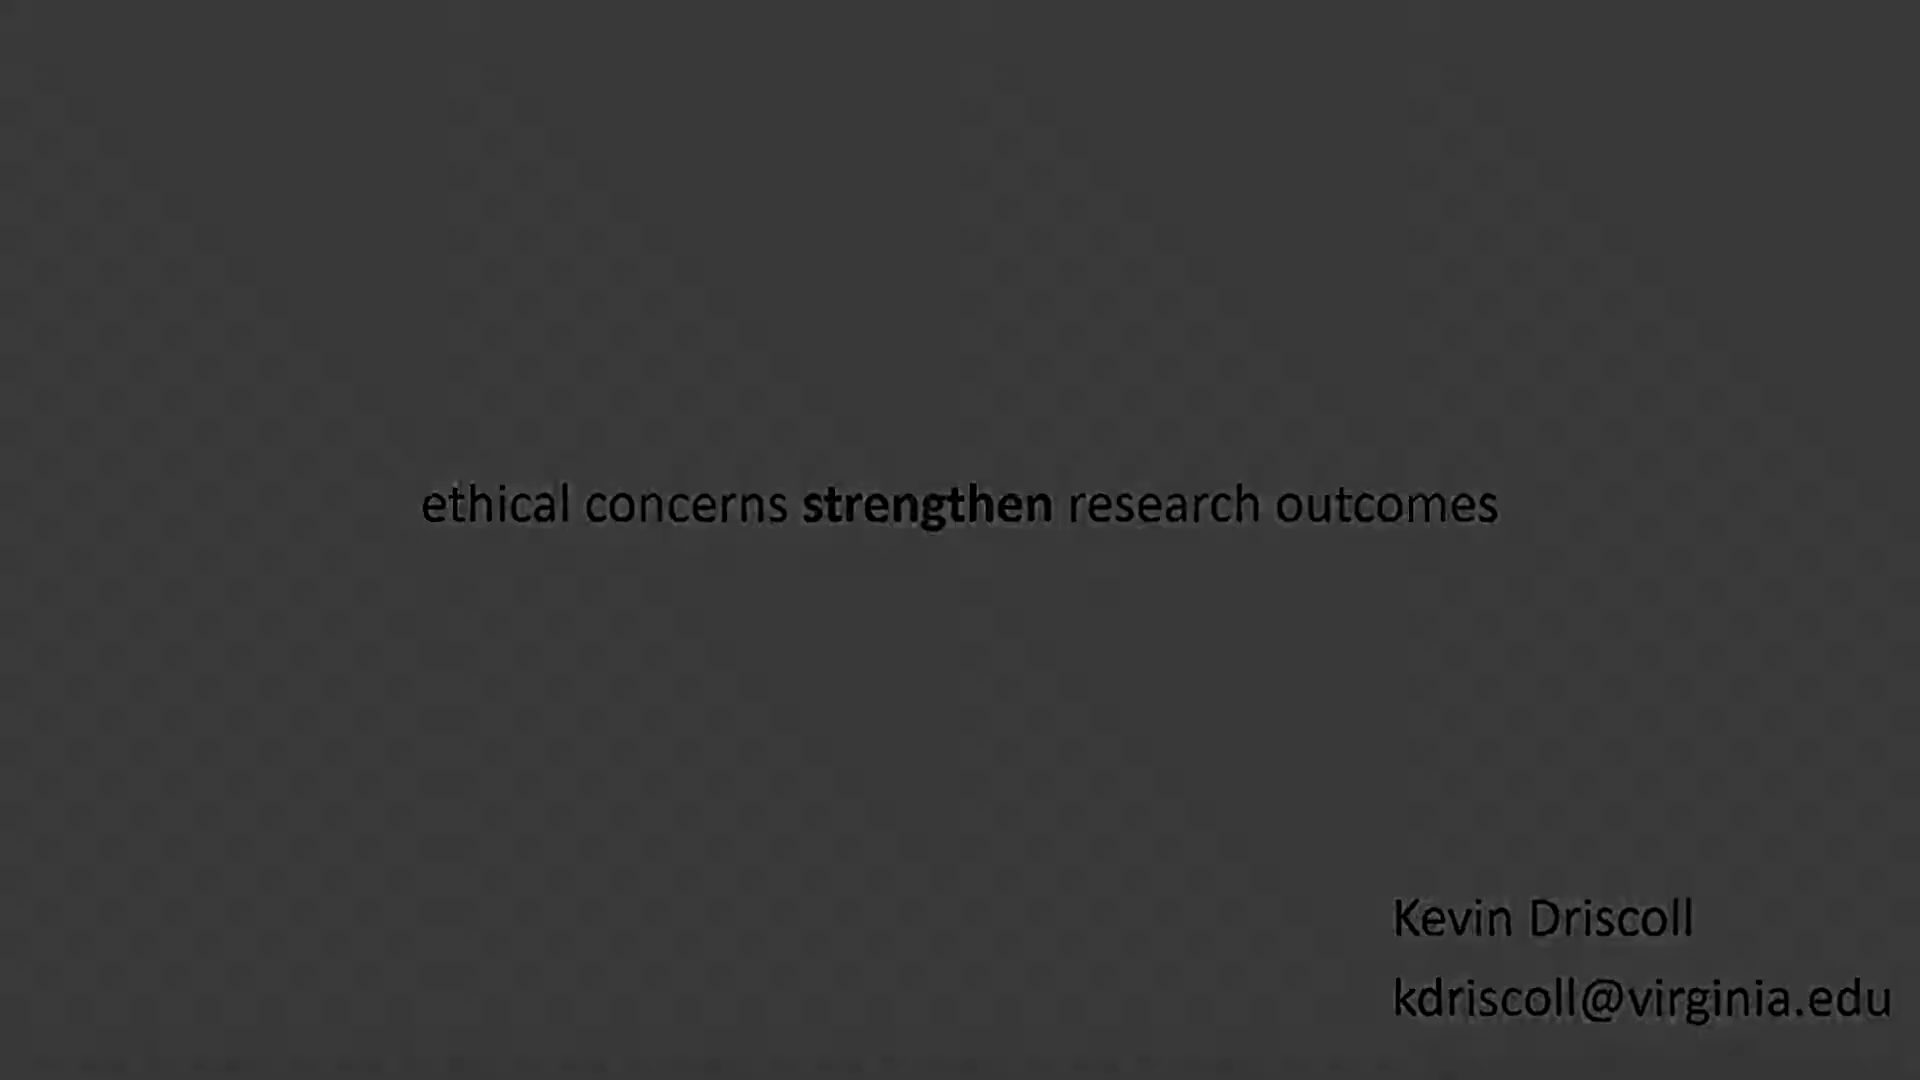 ethical concerns strengthen research outcomes
Kevin Driscoll
kdriscoll@virginia.edu